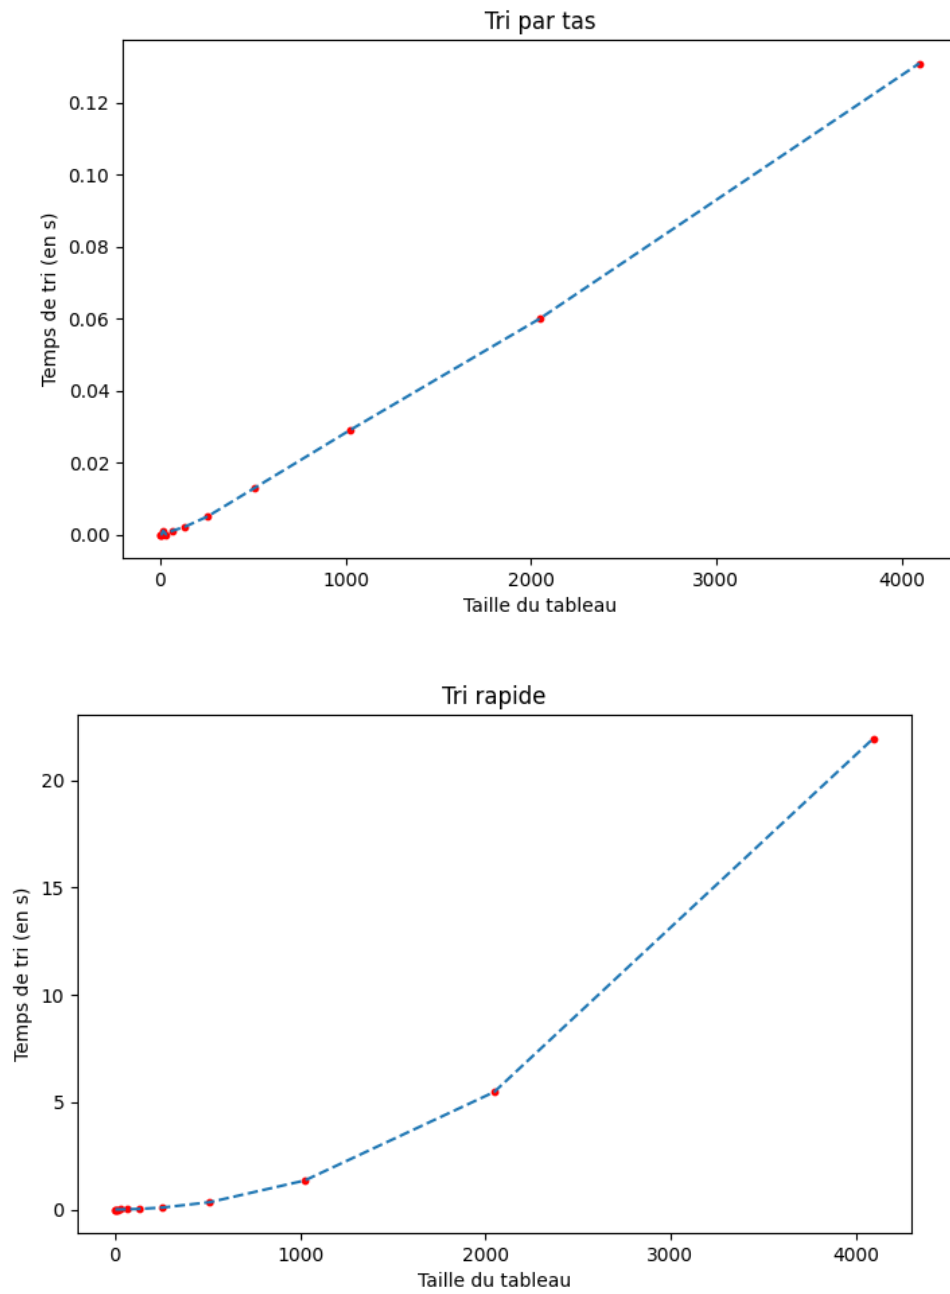 Tri par tas
0.12
0.10
0.08
0.06
0.04
0.02
0.00
Temps de tri (en s)
0 1000 2000 3000 4000
Taille du tableau
Tri rapide
20
15
10
5
0
Temps de tri (en s)
0 1000 2000 3000 4000
Taille du tableau